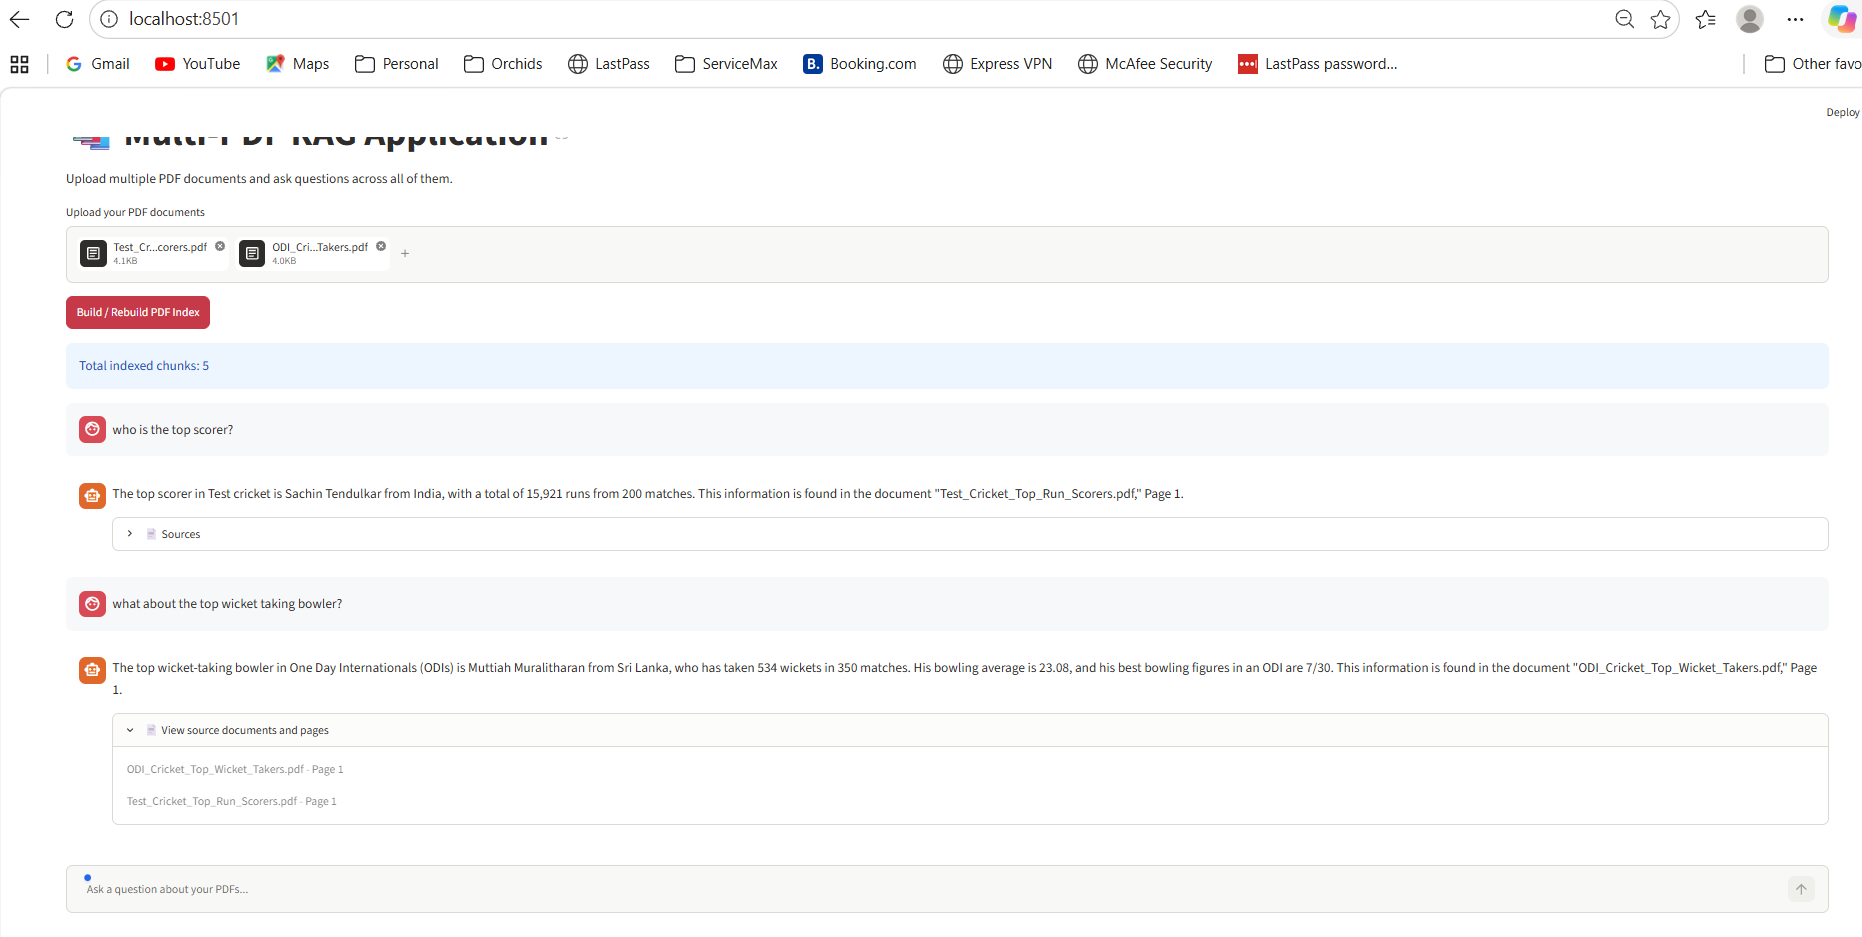 localhost:8501
Gmail YouTube Maps Personal Orchids LastPass ServiceMax B. Booking.com Express VPN McAfee Security LastPass password... Other favo
Deploy
Multi-PDF RAG Application
Upload multiple PDF documents and ask questions across all of them.
Upload your PDF documents
Test_Cr...corers.pdf
4.1KB
ODI_Cri...Takers.pdf
4.0KB
Build / Rebuild PDF Index
Total indexed chunks: 5
who is the top scorer?
The top scorer in Test cricket is Sachin Tendulkar from India, with a total of 15,921 runs from 200 matches. This information is found in the document "Test_Cricket_Top_Run_Scorers.pdf," Page 1.
Sources
what about the top wicket taking bowler?
The top wicket-taking bowler in One Day Internationals (ODIs) is Muttiah Muralitharan from Sri Lanka, who has taken 534 wickets in 350 matches. His bowling average is 23.08, and his best bowling figures in an ODI are 7/30. This information is found in the document "ODI_Cricket_Top_Wicket_Takers.pdf," Page
1.
View source documents and pages
ODI_Cricket_Top_Wicket_Takers.pdf - Page 1
Test_Cricket_Top_Run_Scorers.pdf - Page 1
Ask a question about your PDFs...